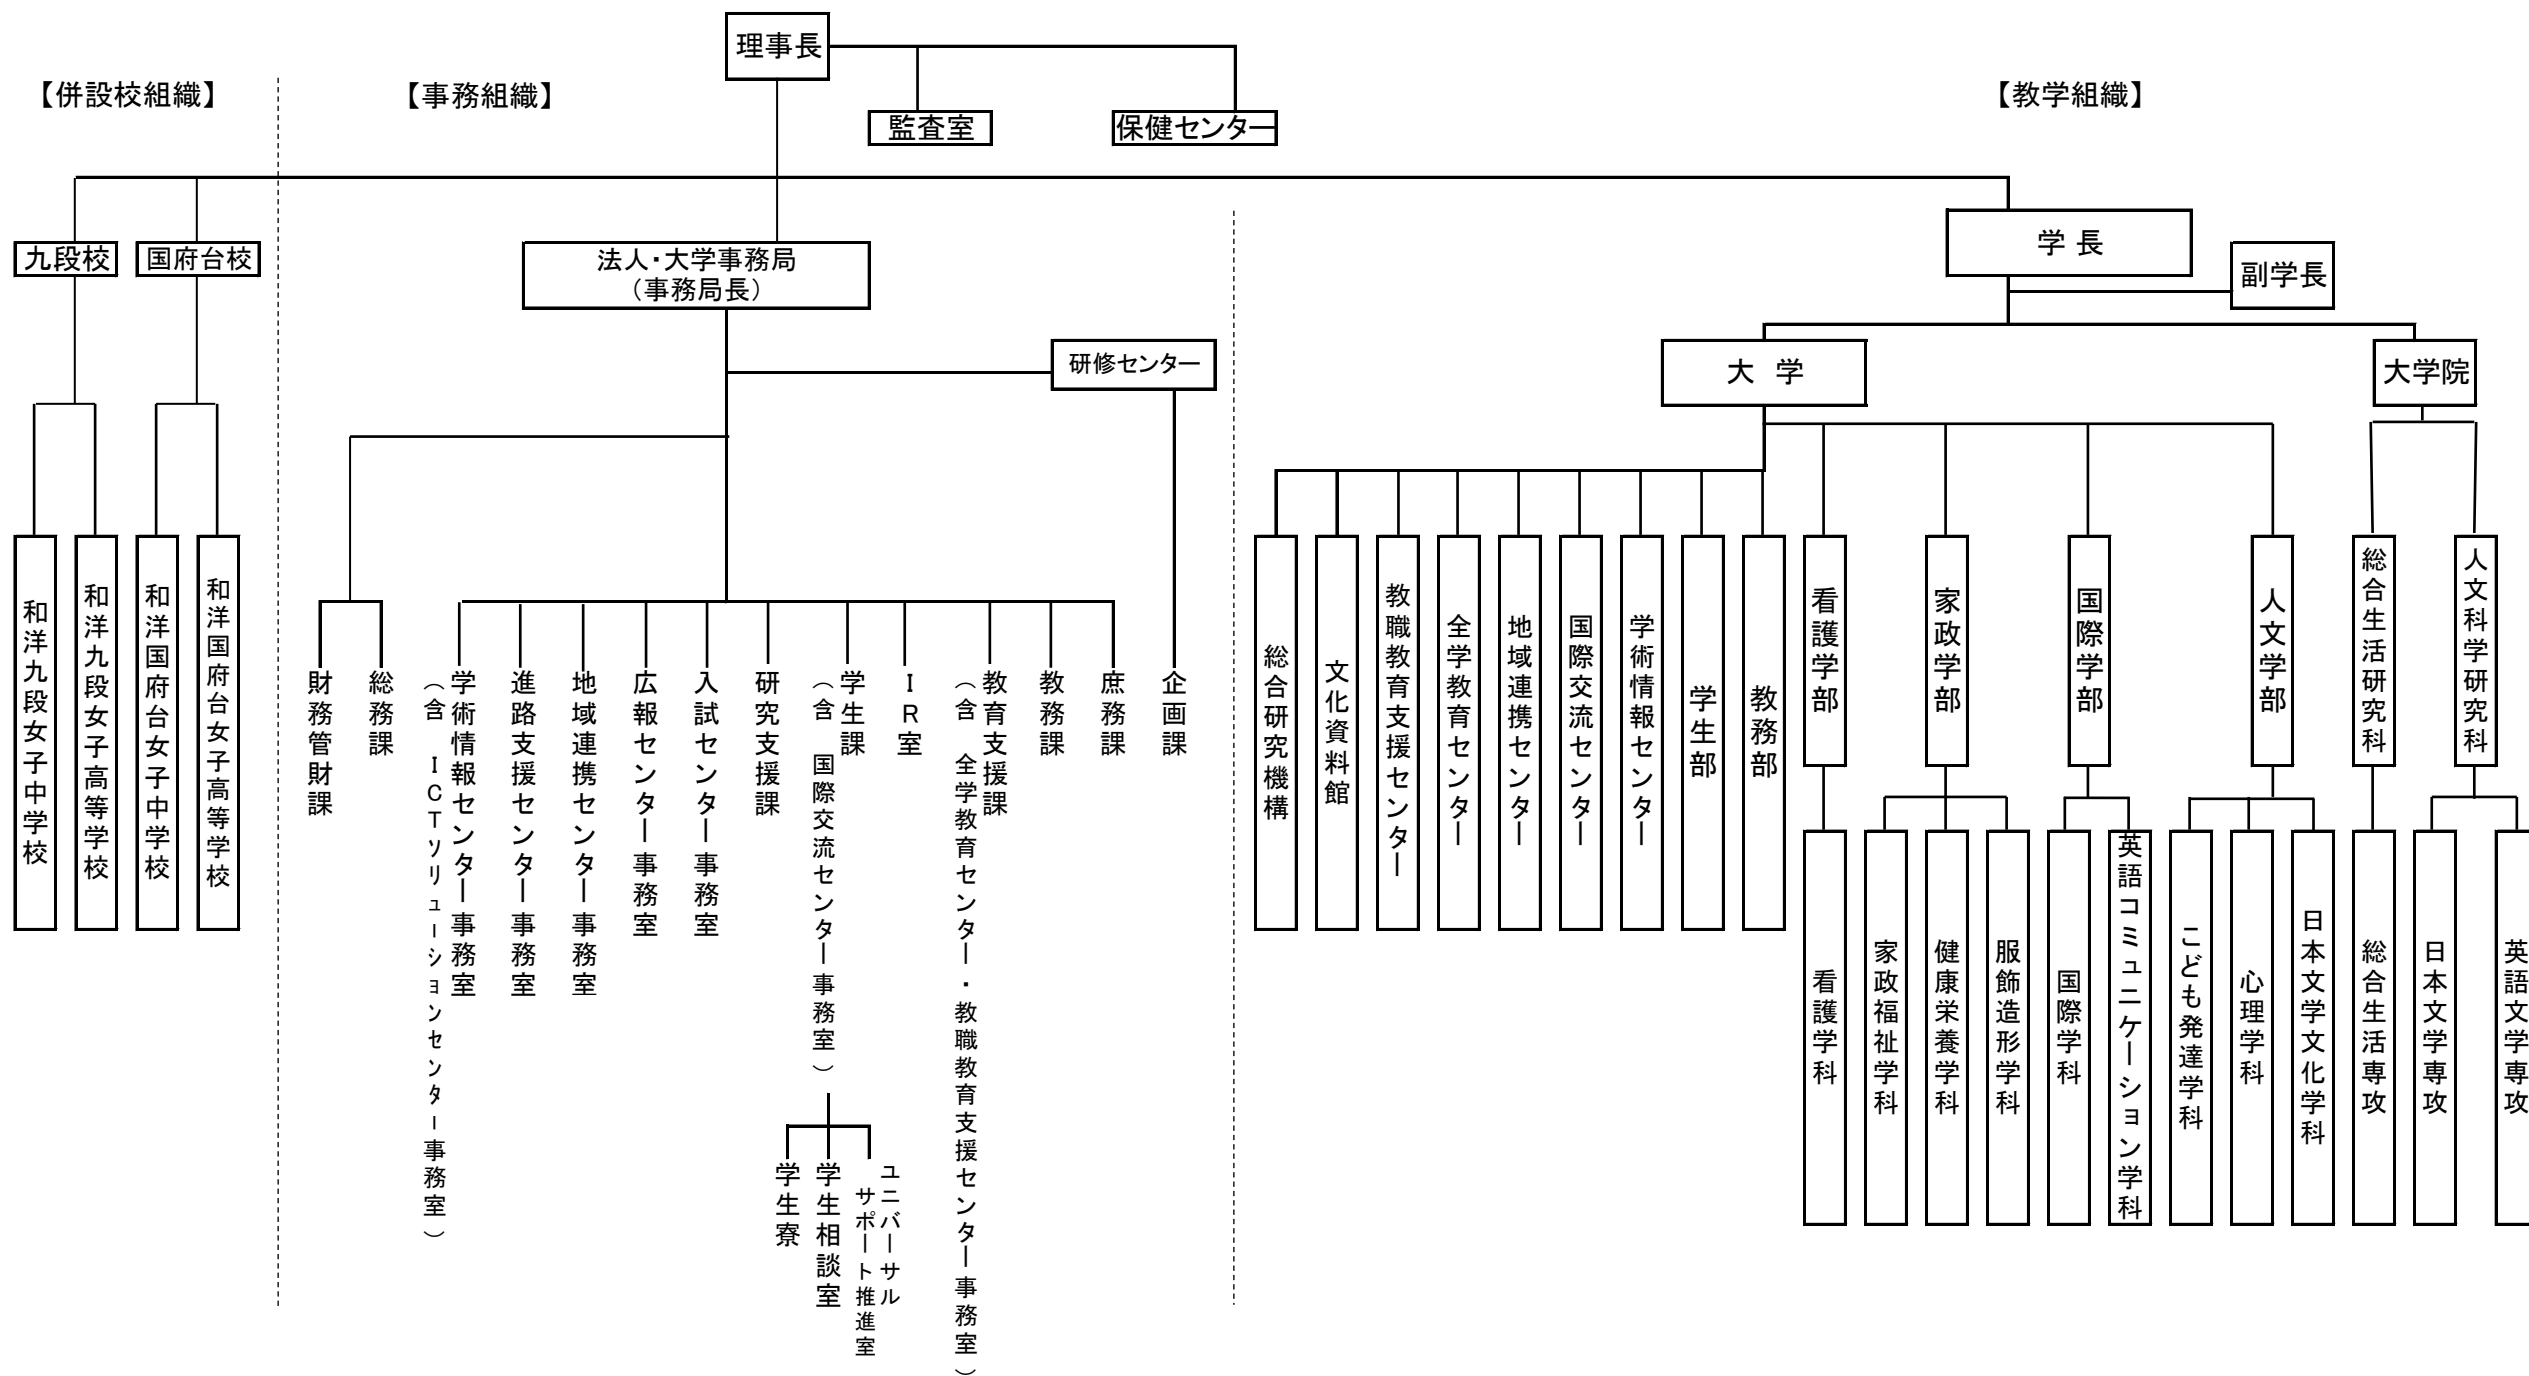 理事長
【併設校組織】
【事務組織】
【教学組織】
監査室
保健センター
九段校
国府台校
法人・大学事務局
（事務局長）
学 長
副学長
研修センター
大 学
大学院
和洋九段女子中学校
和洋九段女子高等学校
和洋国府台女子中学校
和洋国府台女子高等学校
財務管財課
総務課
学術情報センター事務室
（含 ＩＣＴソリューションセンター事務室）
進路支援センター事務室
地域連携センター事務室
広報センター事務室
入試センター事務室
研究支援課
学生課
（含 国際交流センター事務室）
ＩＲ室
教育支援課
（含 全学教育センター・教職教育支援センター事務室）
教務課
庶務課
企画課
学生寮
学生相談室
ユニバーサル
サポート推進室
総合研究機構
文化資料館
教職教育支援センター
全学教育センター
地域連携センター
国際交流センター
学術情報センター
学生部
教務部
看護学部
家政学部
国際学部
人文学部
総合生活研究科
人文科学研究科
看護学科
家政福祉学科
健康栄養学科
服飾造形学科
国際学科
英語コミュニケーション学科
こども発達学科
心理学科
日本文学文化学科
総合生活専攻
日本文学専攻
英語文学専攻